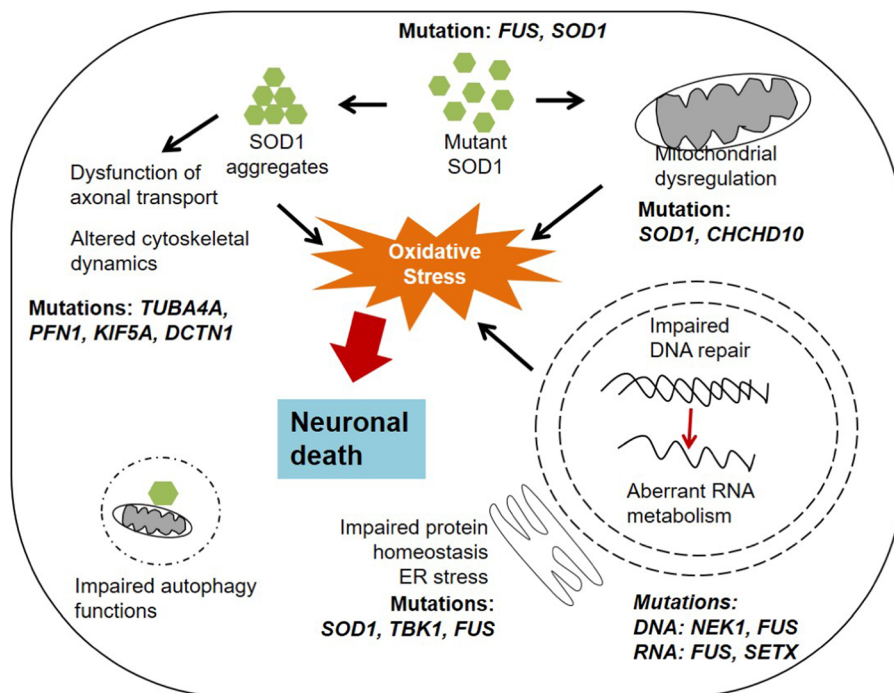 Mutation: FUS, SOD1
SOD1
aggregates
Mutant
SOD1
Mitochondrial
dysregulation
Mutation:
SOD1, CHCHD10
Dysfunction of
axonal transport
Altered cytoskeletal
dynamics
Mutations: TUBA4A,
PFN1, KIF5A, DCTN1
Oxidative
Stress
Neuronal
death
Impaired
DNA repair
Aberrant RNA
metabolism
Impaired autophagy
functions
Impaired protein
homeostasis
ER stress
Mutations:
SOD1, TBK1, FUS
Mutations:
DNA: NEK1, FUS
RNA: FUS, SETX